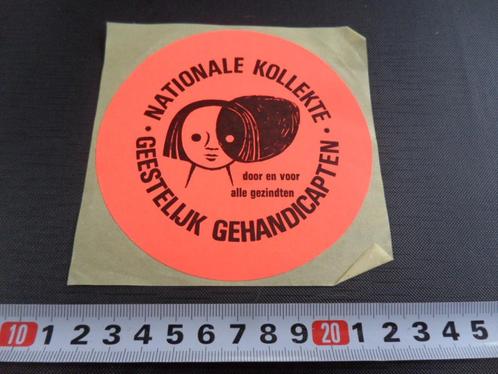 • NATIONALE KOLLEKTE •
GEESTELIJK GEHANDICAPTEN
door en voor
alle gezindten
10 1 2 3 4 5 6 7 8 9 20 1 2 3 4 5